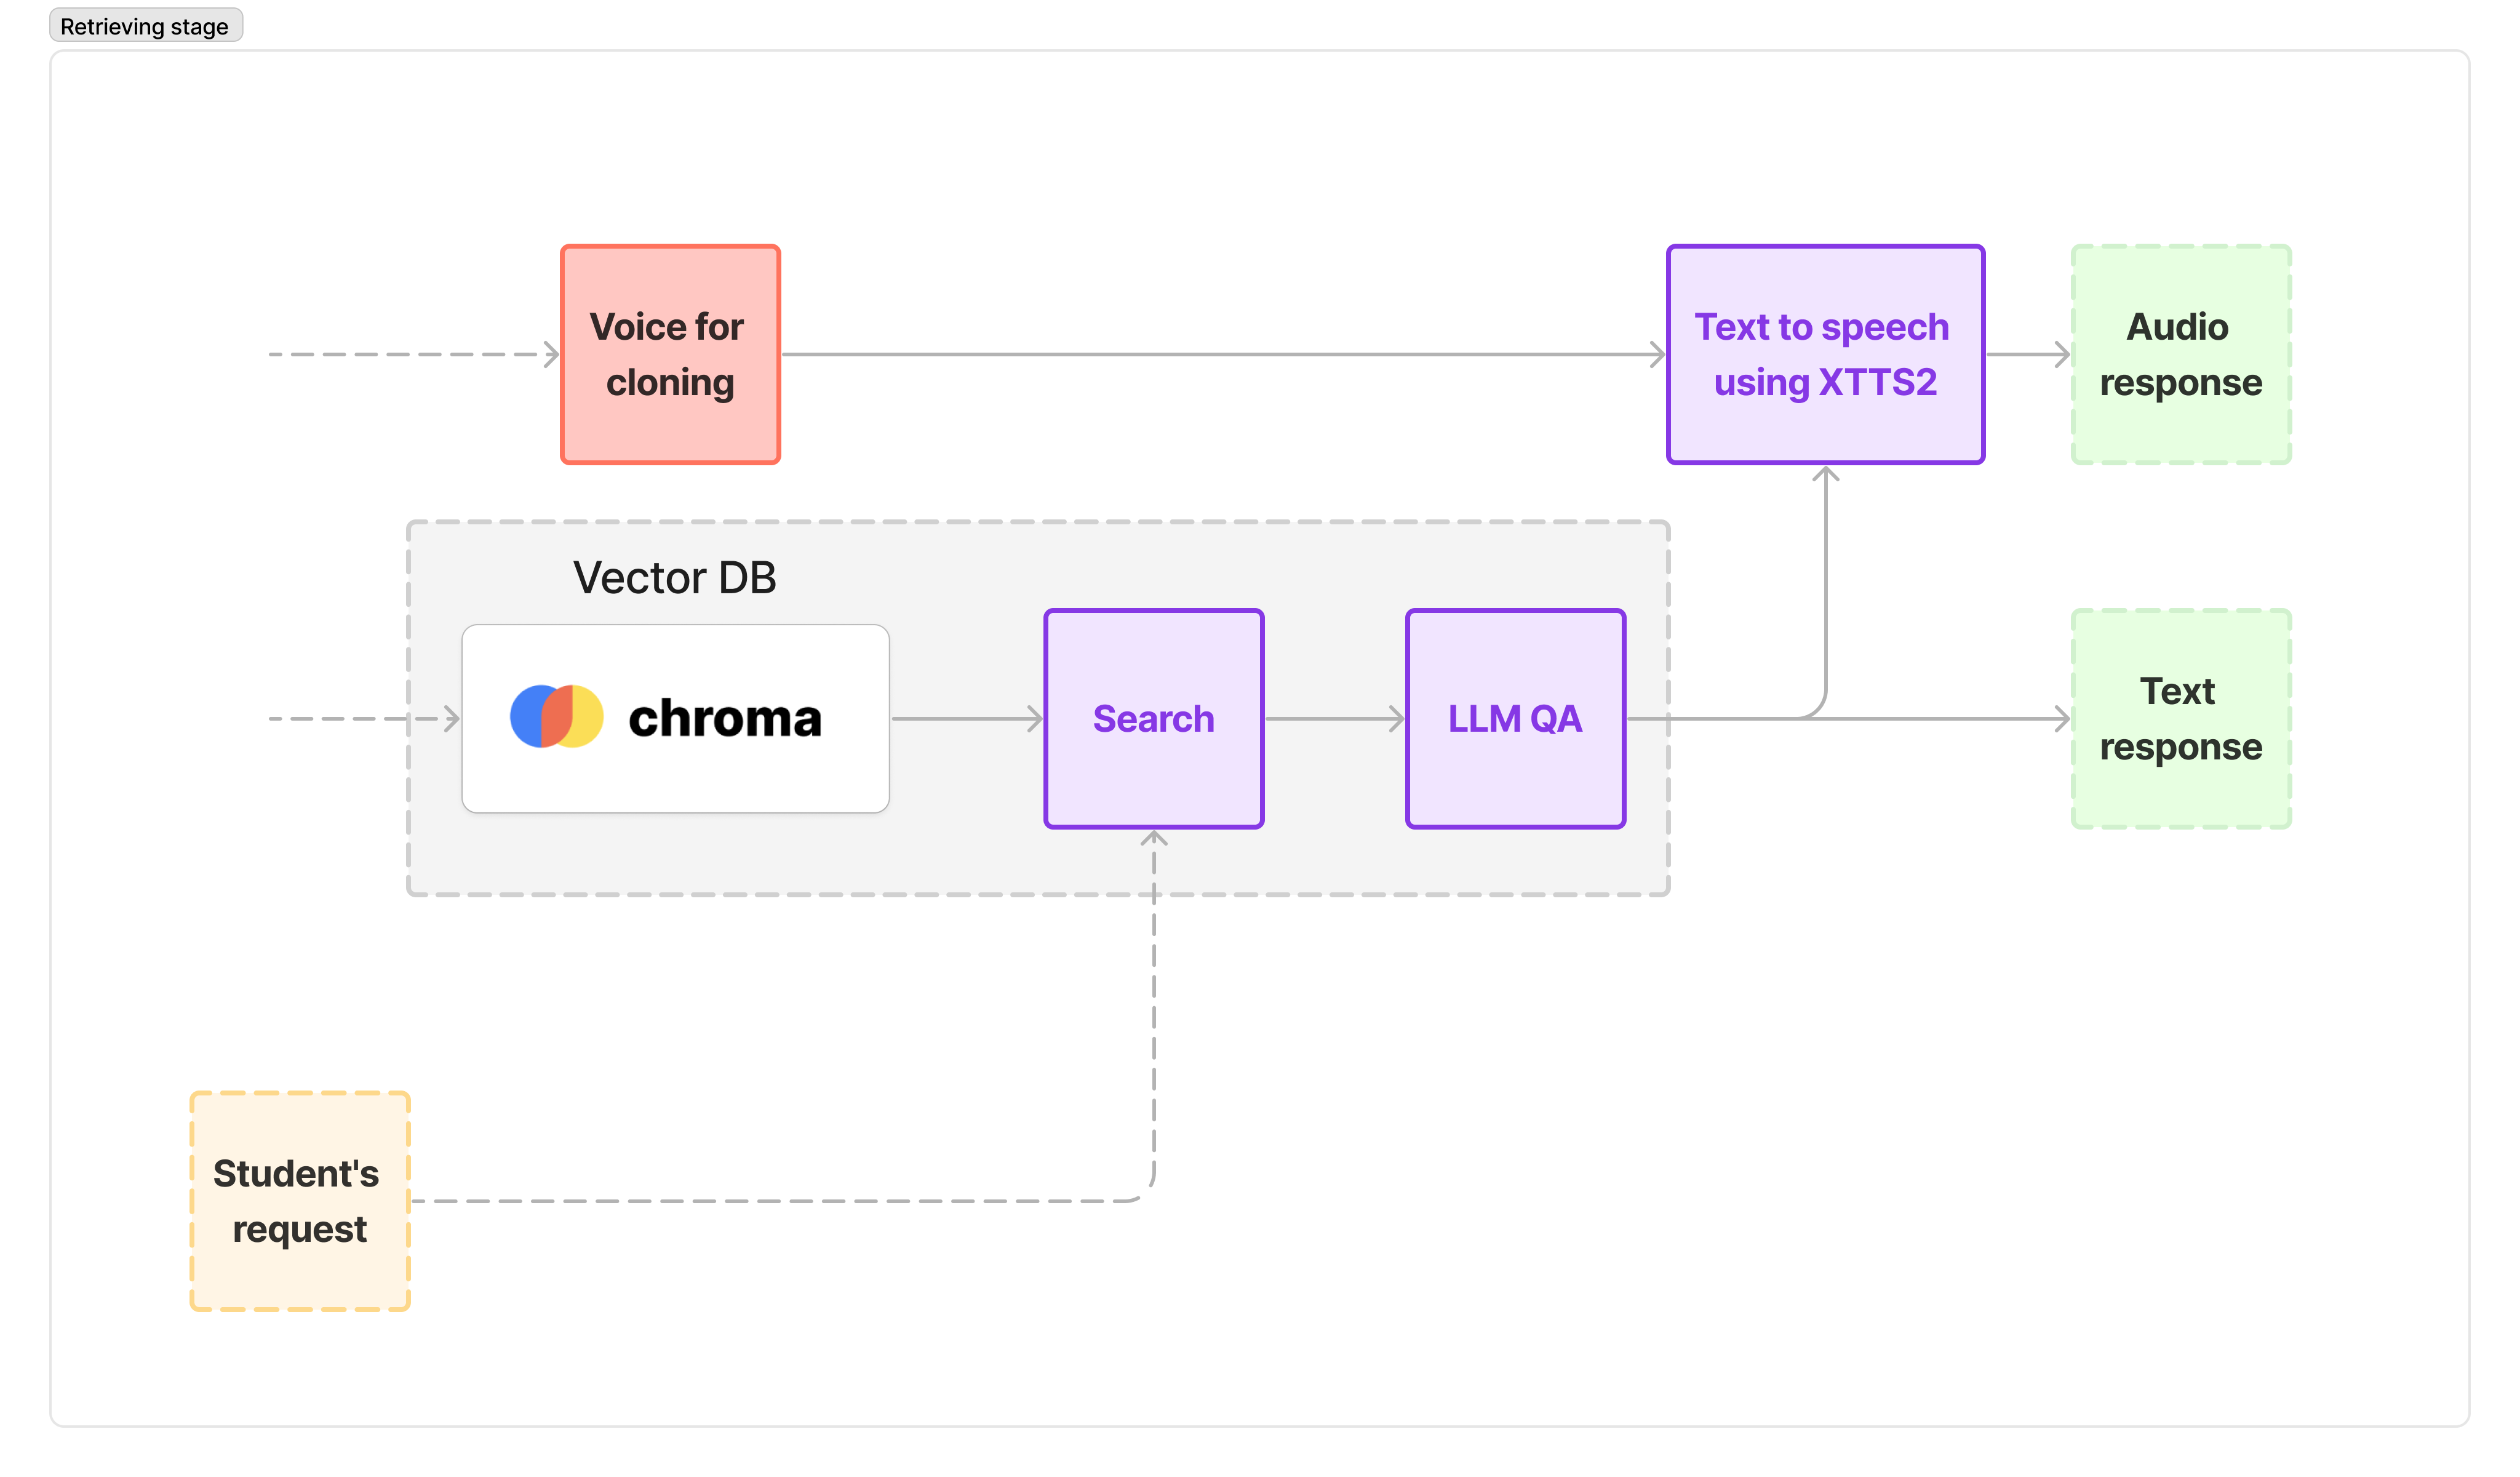 Retrieving stage
Voice for
cloning
Text to speech
using XTTS2
Audio
response
Vector DB
chroma
Search
LLM QA
Text
response
Student's
request